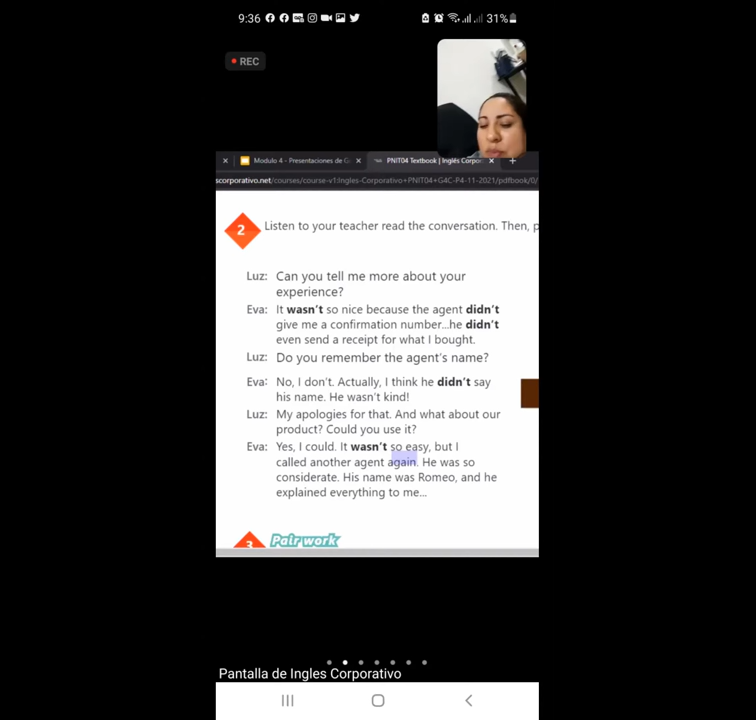 9:36
31%
REC
Modulo 4 - Presentaciones de G
PNIT04 Textbook | Inglés Corpor
scorporativo.net/courses/course-v1:Ingles-Corporativo+PNIT04+G4C-P4-11-2021/pdfbook/0/
2
Listen to your teacher read the conversation. Then, p
Luz: Can you tell me more about your
experience?
Eva: It wasn't so nice because the agent didn't
give me a confirmation number...he didn't
even send a receipt for what I bought.
Luz: Do you remember the agent's name?
Eva: No, I don't. Actually, I think he didn't say
his name. He wasn't kind!
Luz: My apologies for that. And what about our
product? Could you use it?
Eva: Yes, I could. It wasn't so easy, but I
called another agent again. He was so
considerate. His name was Romeo, and he
explained everything to me...
3
Pair work
Pantalla de Ingles Corporativo